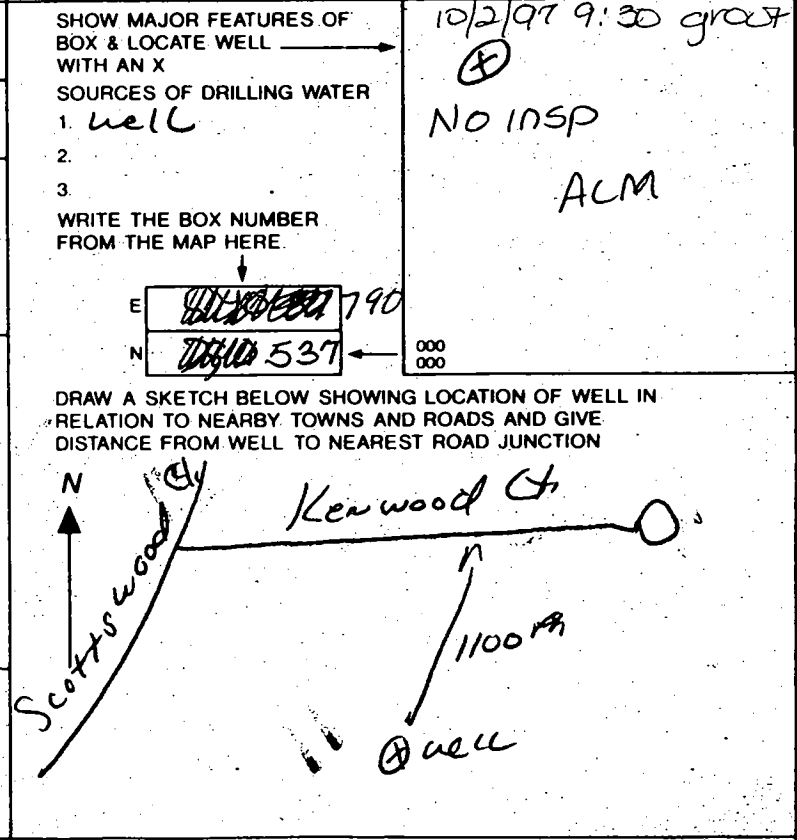 SHOW MAJOR FEATURES OF
BOX & LOCATE WELL
WITH AN X
SOURCES OF DRILLING WATER
1. well
2.
3.
WRITE THE BOX NUMBER
FROM THE MAP HERE
E 790
N 537
10/2/97 9:30 grout
No insp
ALM
000
000
DRAW A SKETCH BELOW SHOWING LOCATION OF WELL IN
RELATION TO NEARBY TOWNS AND ROADS AND GIVE
DISTANCE FROM WELL TO NEAREST ROAD JUNCTION
N
Scottswood
Kenwood Ct
1100
well